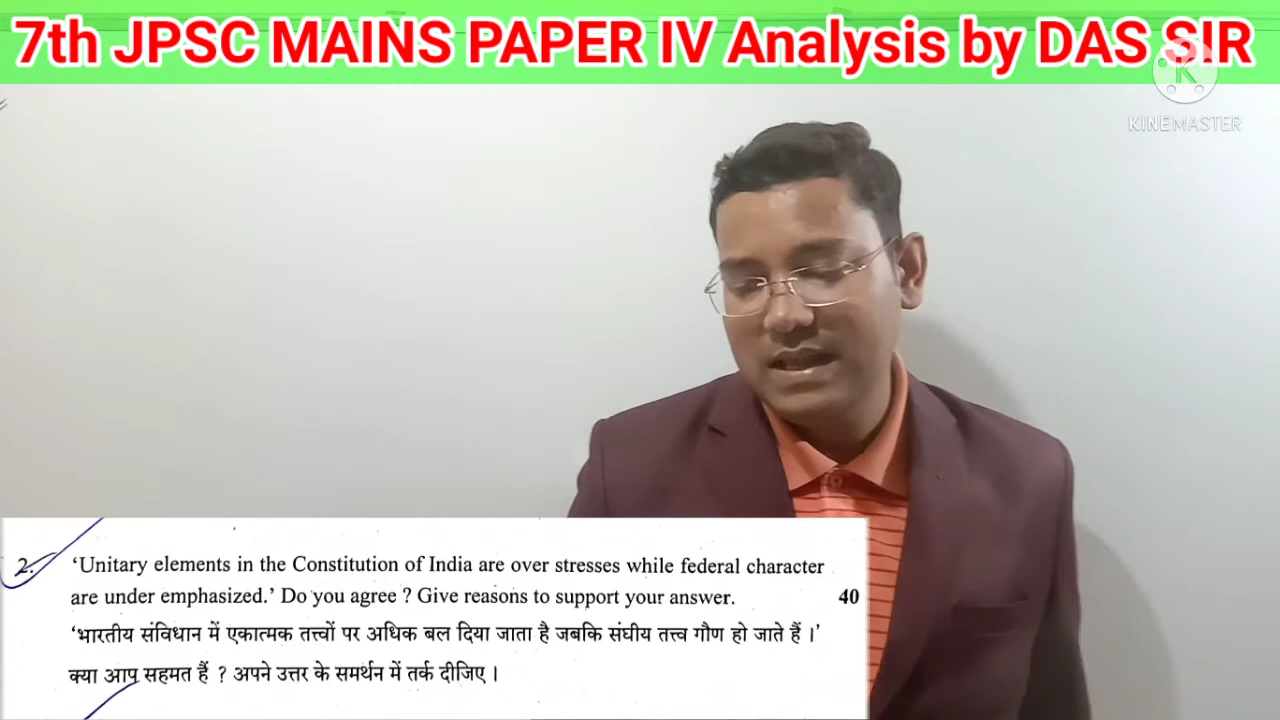 7th JPSC MAINS PAPER IV Analysis by DAS SIR
K
KINEMASTER
2. 'Unitary elements in the Constitution of India are over stresses while federal character
are under emphasized.' Do you agree ? Give reasons to support your answer. 40
'भारतीय संविधान में एकात्मक तत्त्वों पर अधिक बल दिया जाता है जबकि संघीय तत्त्व गौण हो जाते हैं ।'
क्या आप सहमत हैं ? अपने उत्तर के समर्थन में तर्क दीजिए ।